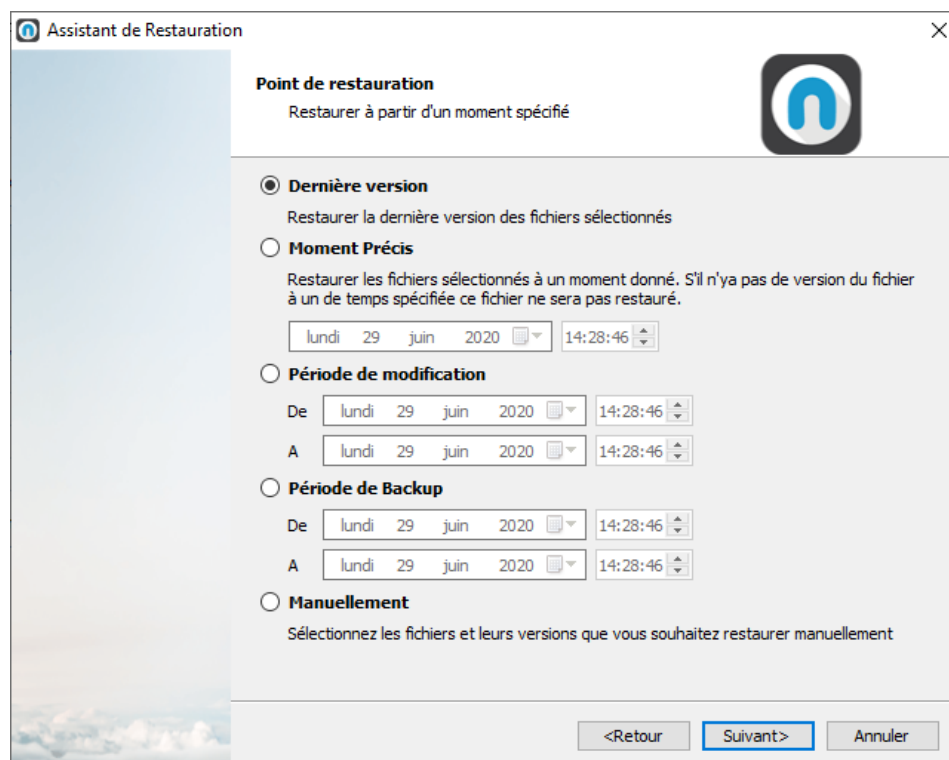 Assistant de Restauration
Point de restauration
Restaurer à partir d'un moment spécifié
Dernière version
Restaurer la dernière version des fichiers sélectionnés
Moment Précis
Restaurer les fichiers sélectionnés à un moment donné. S'il n'ya pas de version du fichier
à un de temps spécifiée ce fichier ne sera pas restauré.
lundi 29 juin 2020 14:28:46
Période de modification
De lundi 29 juin 2020 14:28:46
A lundi 29 juin 2020 14:28:46
Période de Backup
De lundi 29 juin 2020 14:28:46
A lundi 29 juin 2020 14:28:46
Manuellement
Sélectionnez les fichiers et leurs versions que vous souhaitez restaurer manuellement
<Retour Suivant> Annuler